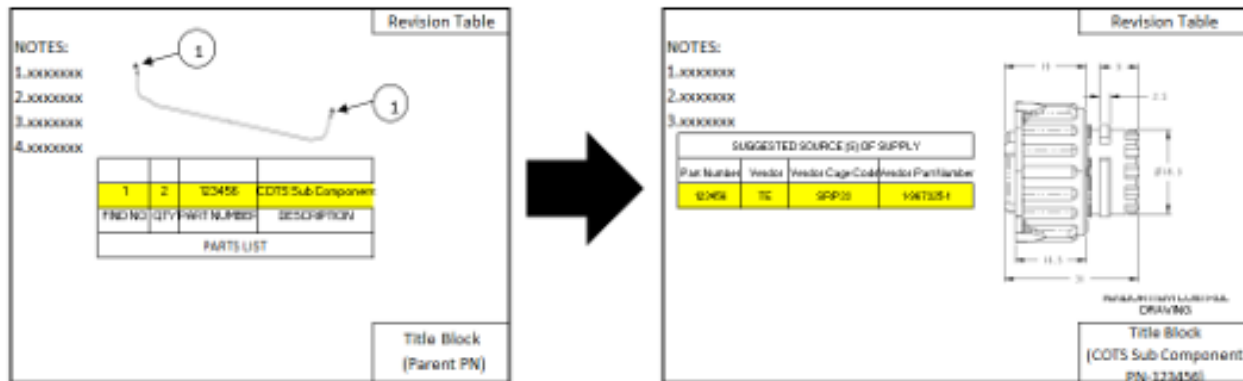 Revision Table
NOTES:
1.xxxxxxxx
2.xxxxxxxx
3.xxxxxxxx
4.xxxxxxxx
1
1
1 2 123456 COTS Sub Component
FIND NO QTY PART NUMBER DESCRIPTION
PARTS LIST
Title Block
(Parent PN)
Revision Table
NOTES:
1.xxxxxxxx
2.xxxxxxxx
3.xxxxxxxx
SUGGESTED SOURCE (S) OF SUPPLY
Part Number Vendor Vendor Cage Code Vendor Part Number
123456 TE
DRAWING
Title Block
(COTS Sub Component
PN-123456)